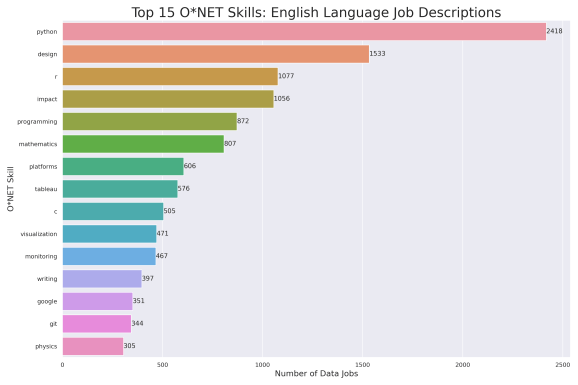 Top 15 O*NET Skills: English Language Job Descriptions
O*NET Skill
python 2418
design 1533
r 1077
impact 1056
programming 872
mathematics 807
platforms 606
tableau 576
c 505
visualization 471
monitoring 467
writing 397
google 351
git 344
physics 305
0 500 1000 1500 2000 2500
Number of Data Jobs